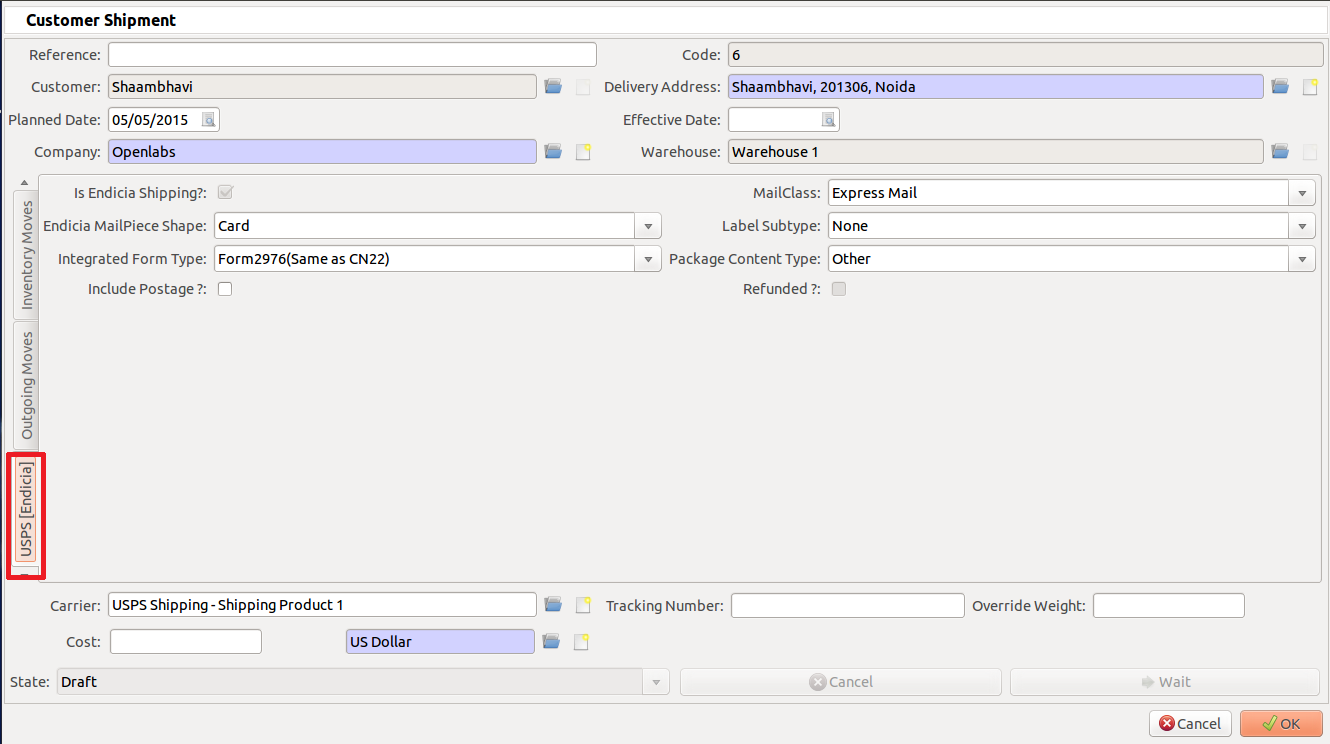 Customer Shipment
Reference: Code: 6
Customer: Shaambhavi Delivery Address: Shaambhavi, 201306, Noida
Planned Date: 05/05/2015 Effective Date:
Company: Openlabs Warehouse: Warehouse 1
Inventory Moves
Outgoing Moves
USPS [Endicia]
Is Endicia Shipping?: MailClass: Express Mail
Endicia MailPiece Shape: Card Label Subtype: None
Integrated Form Type: Form2976(Same as CN22) Package Content Type: Other
Include Postage ?: Refunded ?:
Carrier: USPS Shipping - Shipping Product 1 Tracking Number: Override Weight:
Cost: US Dollar
State: Draft Cancel Wait
Cancel OK